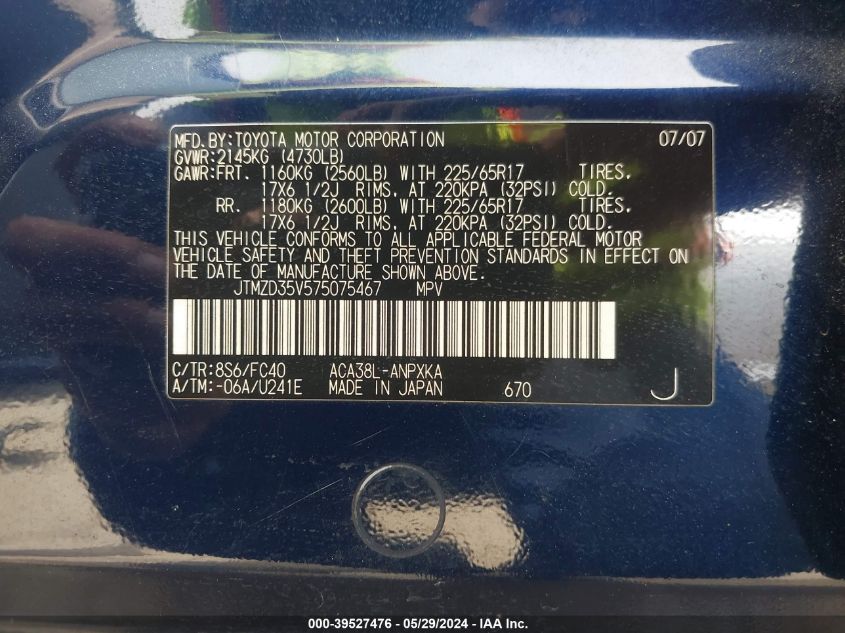 MFD.BY:TOYOTA MOTOR CORPORATION 07/07
GVWR:2145KG (4730LB)
GAWR:FRT. 1160KG (2560LB) WITH 225/65R17 TIRES.
17X6 1/2J RIMS, AT 220KPA (32PSI) COLD.
RR. 1180KG (2600LB) WITH 225/65R17 TIRES,
17X6 1/2J RIMS, AT 220KPA (32PSI) COLD.
THIS VEHICLE CONFORMS TO ALL APPLICABLE FEDERAL MOTOR
VEHICLE SAFETY AND THEFT PREVENTION STANDARDS IN EFFECT ON
THE DATE OF MANUFACTURE SHOWN ABOVE.
JTMZD35V575075467 MPV
C/TR:8S6/FC40 ACA38L-ANPXKA
A/TM:-06A/U241E MADE IN JAPAN 670 J
000-39527476 - 05/29/2024 - IAA Inc.